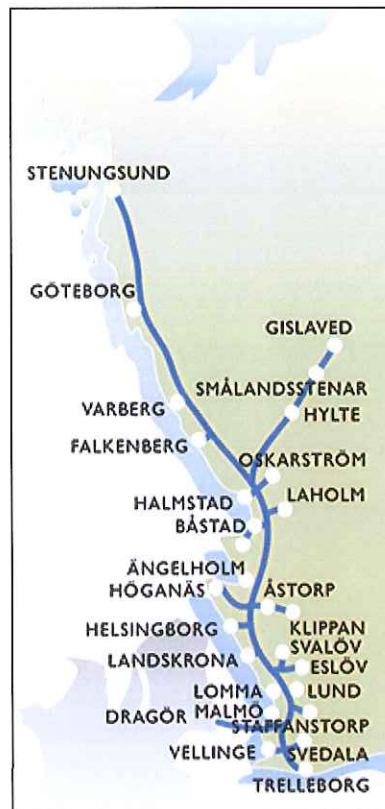 STENUNGSUND
GÖTEBORG
GISLAVED
SMÅLANDSSTENAR
VARBERG
HYLTE
FALKENBERG
OSKARSTRÖM
HALMSTAD
LAHOLM
BÅSTAD
ÄNGELHOLM
HÖGANÄS
ÅSTORP
HELSINGBORG
KLIPPAN
SVALÖV
LANDSKRONA
ESLÖV
LOMMA
LUND
MALMÖ
DRAGÖR
STAFFANSTORP
VELLINGE
SVEDALA
TRELLEBORG